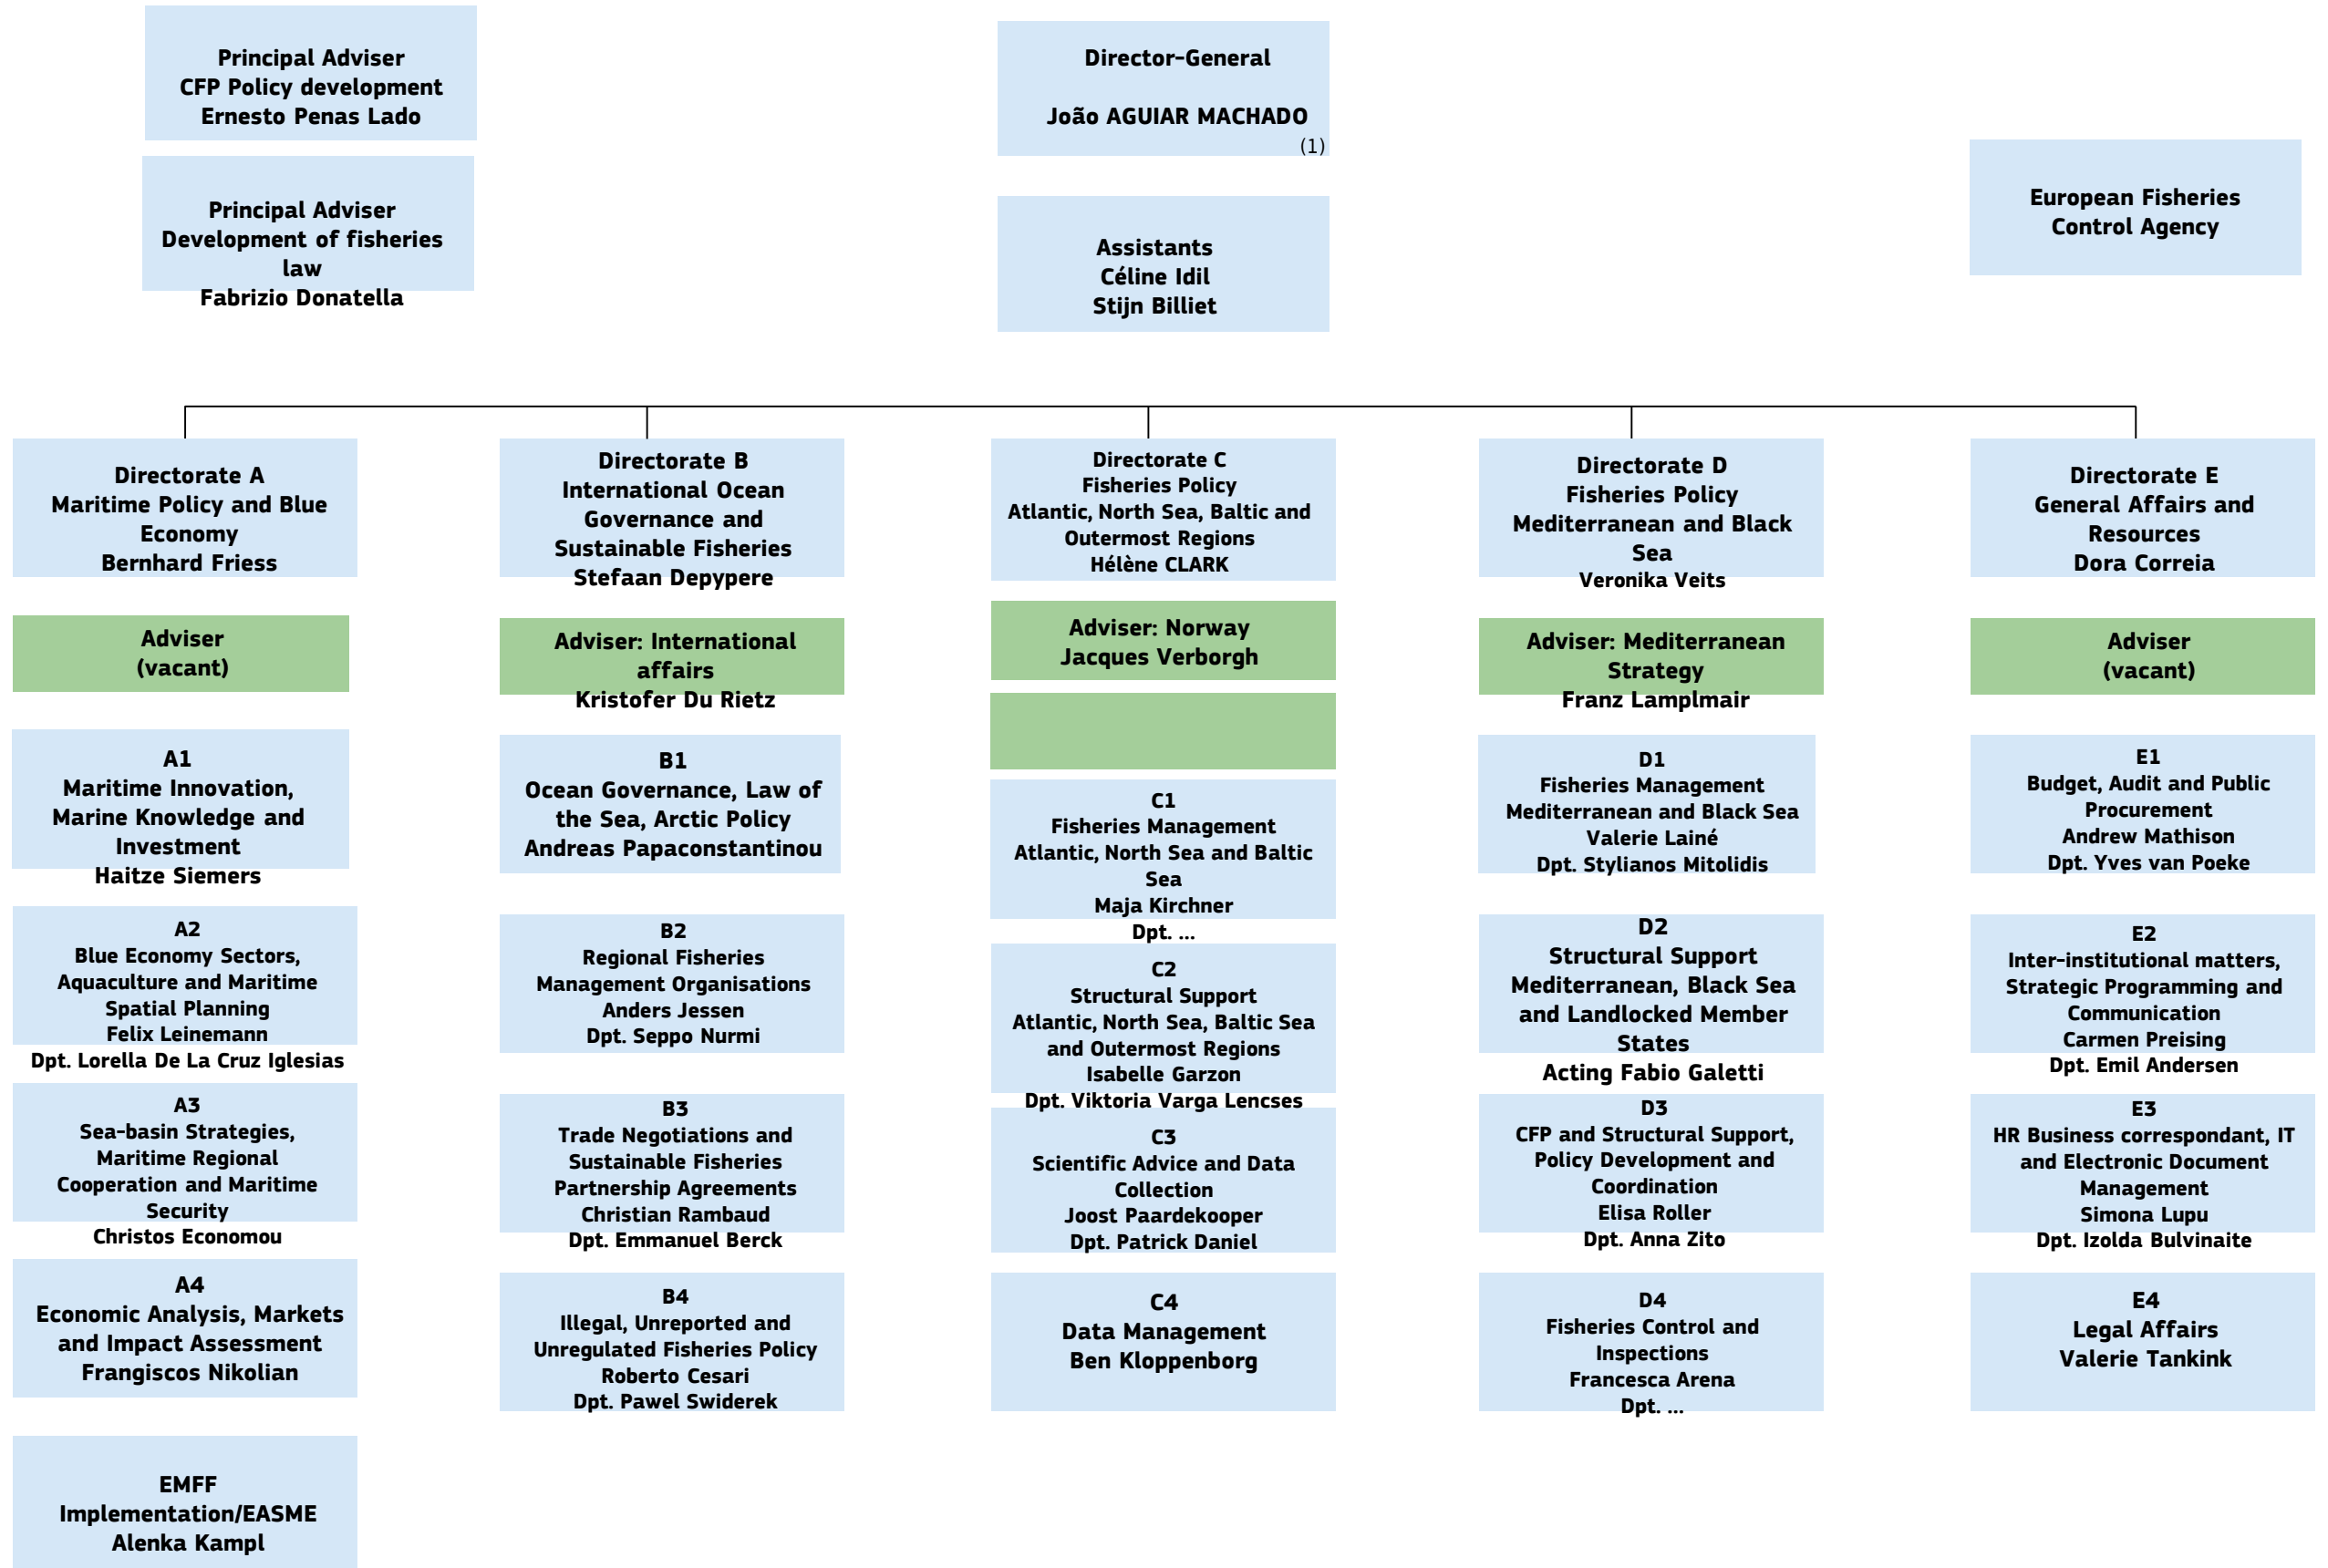 Principal Adviser
CFP Policy development
Ernesto Penas Lado
Principal Adviser
Development of fisheries
law
Fabrizio Donatella
Director-General
João AGUIAR MACHADO
(1)
Assistants
Céline Idil
Stijn Billiet
European Fisheries
Control Agency
Directorate A
Maritime Policy and Blue
Economy
Bernhard Friess
Adviser
(vacant)
A1
Maritime Innovation,
Marine Knowledge and
Investment
Haitze Siemers
A2
Blue Economy Sectors,
Aquaculture and Maritime
Spatial Planning
Felix Leinemann
Dpt. Lorella De La Cruz Iglesias
A3
Sea-basin Strategies,
Maritime Regional
Cooperation and Maritime
Security
Christos Economou
A4
Economic Analysis, Markets
and Impact Assessment
Frangiscos Nikolian
EMFF
Implementation/EASME
Alenka Kampl
Directorate B
International Ocean
Governance and
Sustainable Fisheries
Stefaan Depypere
Adviser: International
affairs
Kristofer Du Rietz
B1
Ocean Governance, Law of
the Sea, Arctic Policy
Andreas Papaconstantinou
B2
Regional Fisheries
Management Organisations
Anders Jessen
Dpt. Seppo Nurmi
B3
Trade Negotiations and
Sustainable Fisheries
Partnership Agreements
Christian Rambaud
Dpt. Emmanuel Berck
B4
Illegal, Unreported and
Unregulated Fisheries Policy
Roberto Cesari
Dpt. Pawel Swiderek
Directorate C
Fisheries Policy
Atlantic, North Sea, Baltic and
Outermost Regions
Hélène CLARK
Adviser: Norway
Jacques Verborgh
C1
Fisheries Management
Atlantic, North Sea and Baltic
Sea
Maja Kirchner
Dpt. ...
C2
Structural Support
Atlantic, North Sea, Baltic Sea
and Outermost Regions
Isabelle Garzon
Dpt. Viktoria Varga Lencses
C3
Scientific Advice and Data
Collection
Joost Paardekooper
Dpt. Patrick Daniel
C4
Data Management
Ben Kloppenborg
Directorate D
Fisheries Policy
Mediterranean and Black
Sea
Veronika Veits
Adviser: Mediterranean
Strategy
Franz Lamplmair
D1
Fisheries Management
Mediterranean and Black Sea
Valerie Lainé
Dpt. Stylianos Mitolidis
D2
Structural Support
Mediterranean, Black Sea
and Landlocked Member
States
Acting Fabio Galetti
D3
CFP and Structural Support,
Policy Development and
Coordination
Elisa Roller
Dpt. Anna Zito
D4
Fisheries Control and
Inspections
Francesca Arena
Dpt. ...
Directorate E
General Affairs and
Resources
Dora Correia
Adviser
(vacant)
E1
Budget, Audit and Public
Procurement
Andrew Mathison
Dpt. Yves van Poeke
E2
Inter-institutional matters,
Strategic Programming and
Communication
Carmen Preising
Dpt. Emil Andersen
E3
HR Business correspondant, IT
and Electronic Document
Management
Simona Lupu
Dpt. Izolda Bulvinaite
E4
Legal Affairs
Valerie Tankink